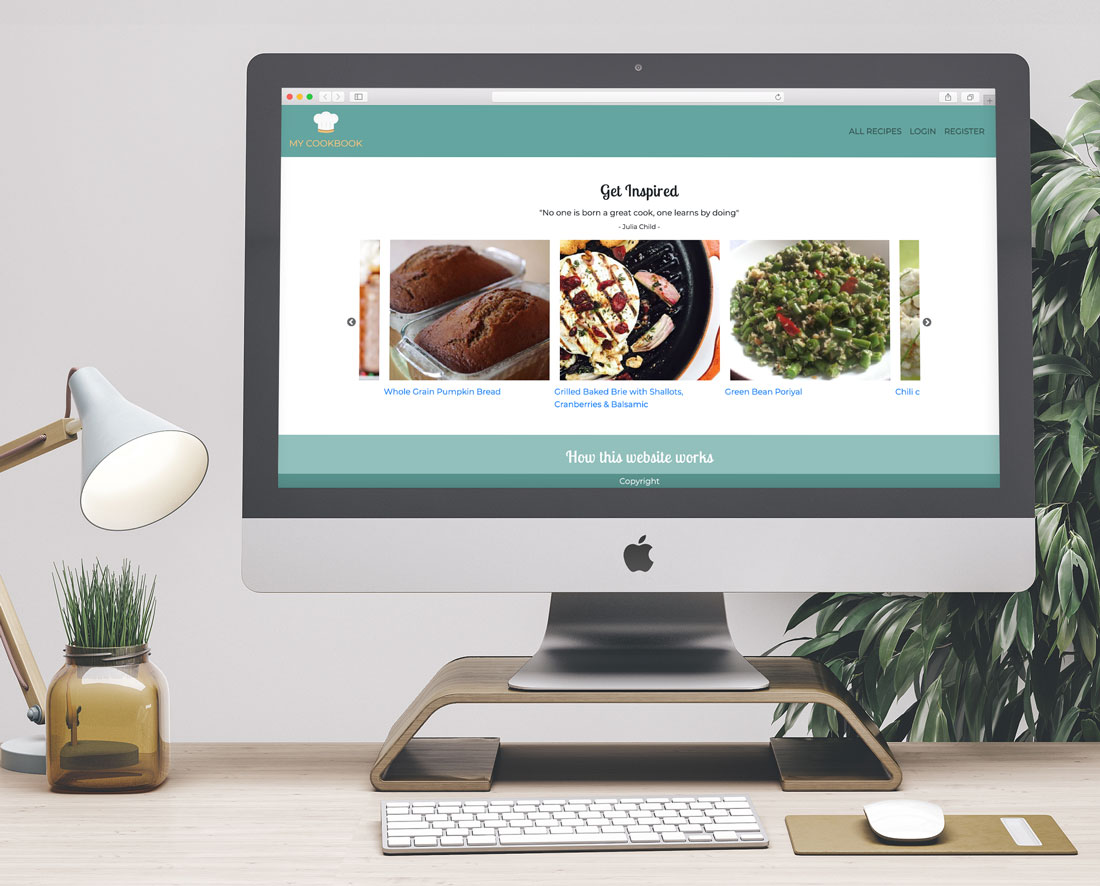 MY COOKBOOK
ALL RECIPES LOGIN REGISTER
Get Inspired
"No one is born a great cook, one learns by doing"
- Julia Child -
Whole Grain Pumpkin Bread
Grilled Baked Brie with Shallots,
Cranberries & Balsamic
Green Bean Poriyal
Chili c
How this website works
Copyright